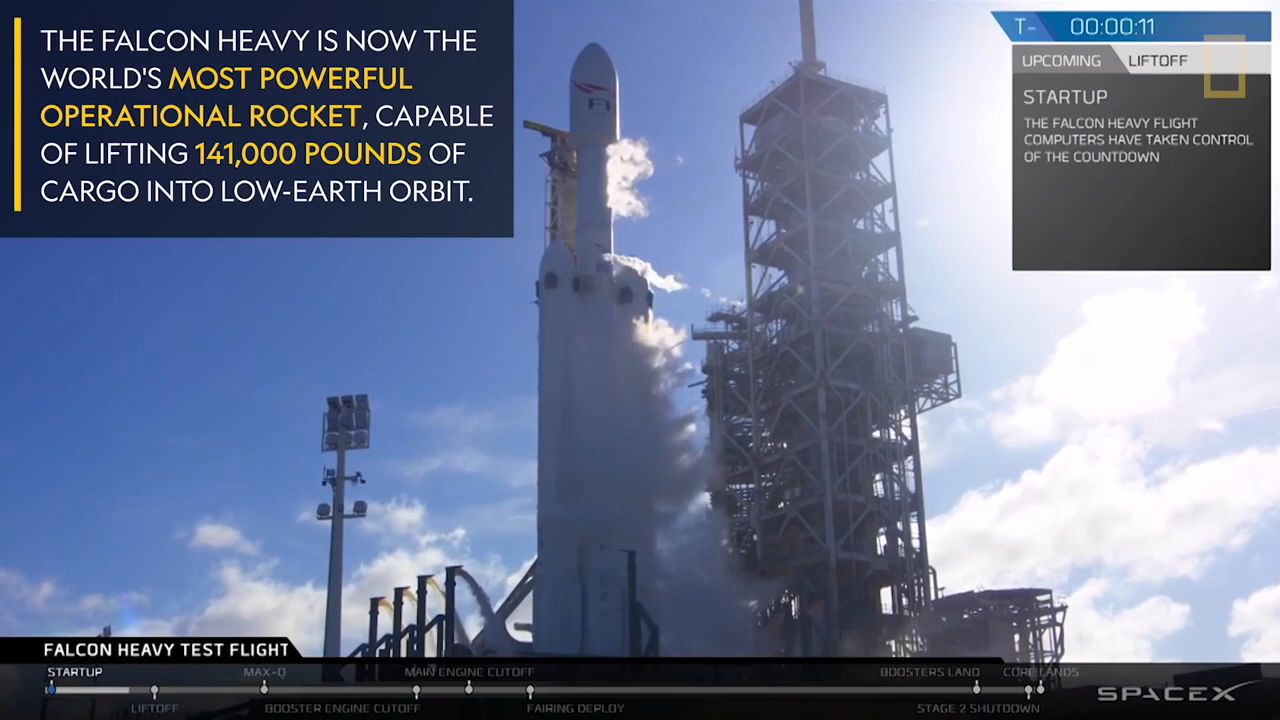 THE FALCON HEAVY IS NOW THE
WORLD'S MOST POWERFUL
OPERATIONAL ROCKET, CAPABLE
OF LIFTING 141,000 POUNDS OF
CARGO INTO LOW-EARTH ORBIT.
T- 00:00:11
UPCOMING LIFTOFF
STARTUP
THE FALCON HEAVY FLIGHT
COMPUTERS HAVE TAKEN CONTROL
OF THE COUNTDOWN
FALCON HEAVY TEST FLIGHT
STARTUP MAX-Q MAIN ENGINE CUTOFF BOOSTERS LAND CORE LANDS
LIFTOFF BOOSTER ENGINE CUTOFF FAIRING DEPLOY STAGE 2 SHUTDOWN
SPACEX